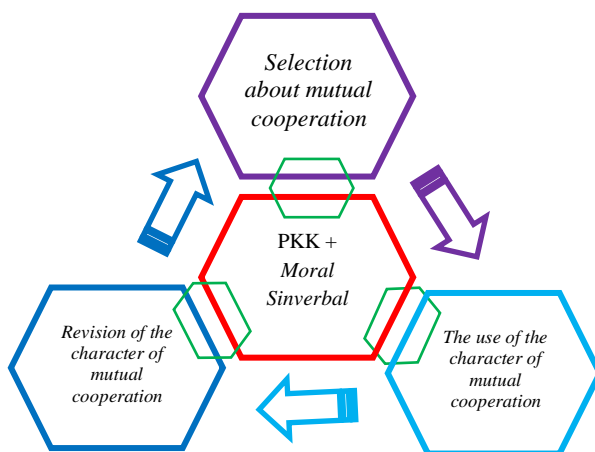 Selection
about mutual
cooperation
PKK +
Moral
Sinverbal
Revision of the
character of
mutual
cooperation
The use of the
character of
mutual
cooperation